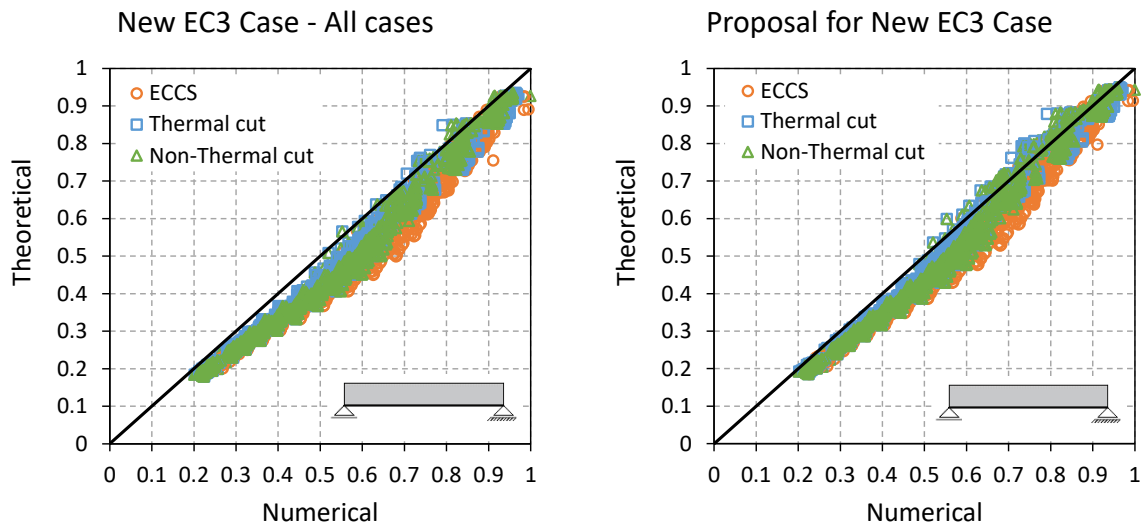 New EC3 Case - All cases
1
0.9
0.8
0.7
0.6
0.5
0.4
0.3
0.2
0.1
0
Theoretical
ECCS
Thermal cut
Non-Thermal cut
0 0.1 0.2 0.3 0.4 0.5 0.6 0.7 0.8 0.9 1
Numerical
Proposal for New EC3 Case
1
0.9
0.8
0.7
0.6
0.5
0.4
0.3
0.2
0.1
0
Theoretical
ECCS
Thermal cut
Non-Thermal cut
0 0.1 0.2 0.3 0.4 0.5 0.6 0.7 0.8 0.9 1
Numerical